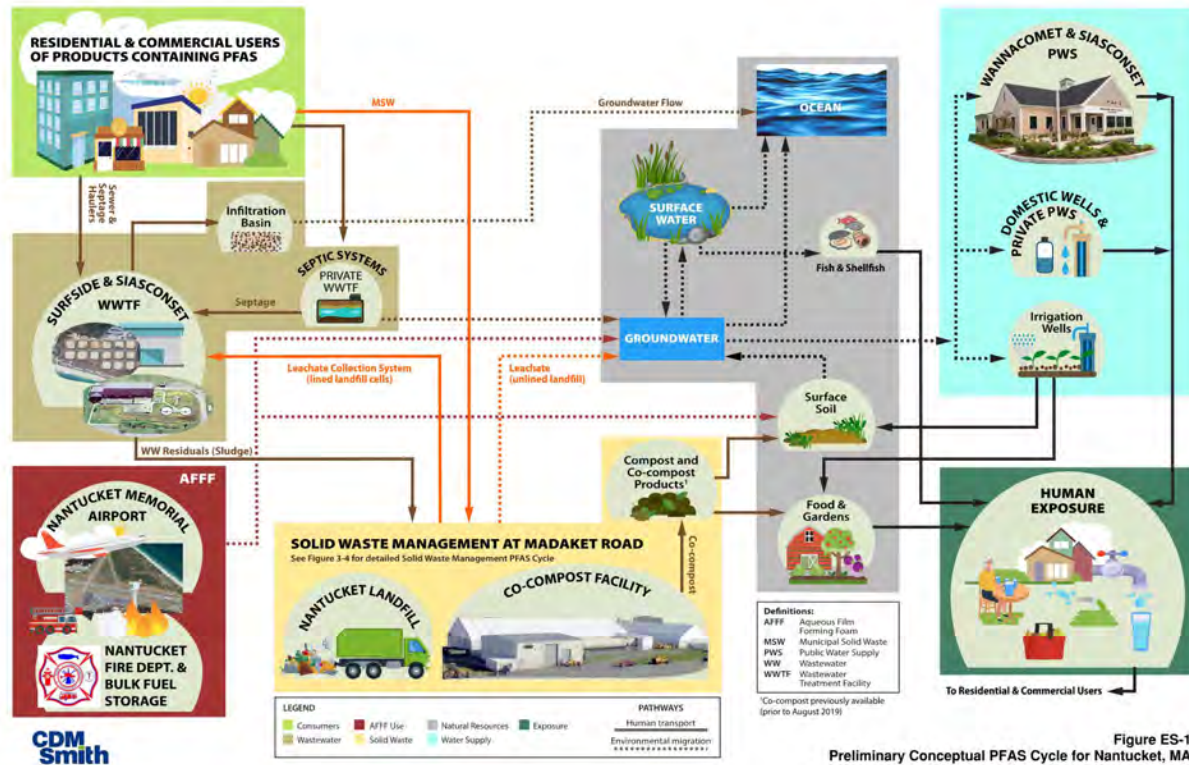 RESIDENTIAL & COMMERCIAL USERS
OF PRODUCTS CONTAINING PFAS
MSW
Groundwater Flow
OCEAN
WANNACOMET & SIASCONSET
PWS
Sewer &
Septage
Haulers
Infiltration
Basin
SURFACE
WATER
Fish & Shellfish
DOMESTIC WELLS &
PRIVATE PWS
SEPTIC SYSTEMS
PRIVATE
WWTF
Septage
SURFSIDE & SIASCONSET
WWTF
GROUNDWATER
Irrigation
Wells
Leachate Collection System
(lined landfill cells)
Leachate
(unlined landfill)
Surface
Soil
WW Residuals (Sludge)
AFFF
NANTUCKET MEMORIAL
AIRPORT
Compost and
Co-compost
Products¹
Food &
Gardens
HUMAN
EXPOSURE
SOLID WASTE MANAGEMENT AT MADAKET ROAD
See Figure 3-4 for detailed Solid Waste Management PFAS Cycle
Co-compost
NANTUCKET LANDFILL
CO-COMPOST FACILITY
NANTUCKET
FIRE DEPT. &
BULK FUEL
STORAGE
Definitions:
AFFF Aqueous Film
Forming Foam
MSW Municipal Solid Waste
PWS Public Water Supply
WW Wastewater
WWTF Wastewater
Treatment Facility
¹Co-compost previously available
(prior to August 2019)
To Residential & Commercial Users
LEGEND
Consumers
AFFF Use
Natural Resources
Exposure
Wastewater
Solid Waste
Water Supply
PATHWAYS
Human transport
Environmental migration
CDM
Smith
Figure ES-1
Preliminary Conceptual PFAS Cycle for Nantucket, MA